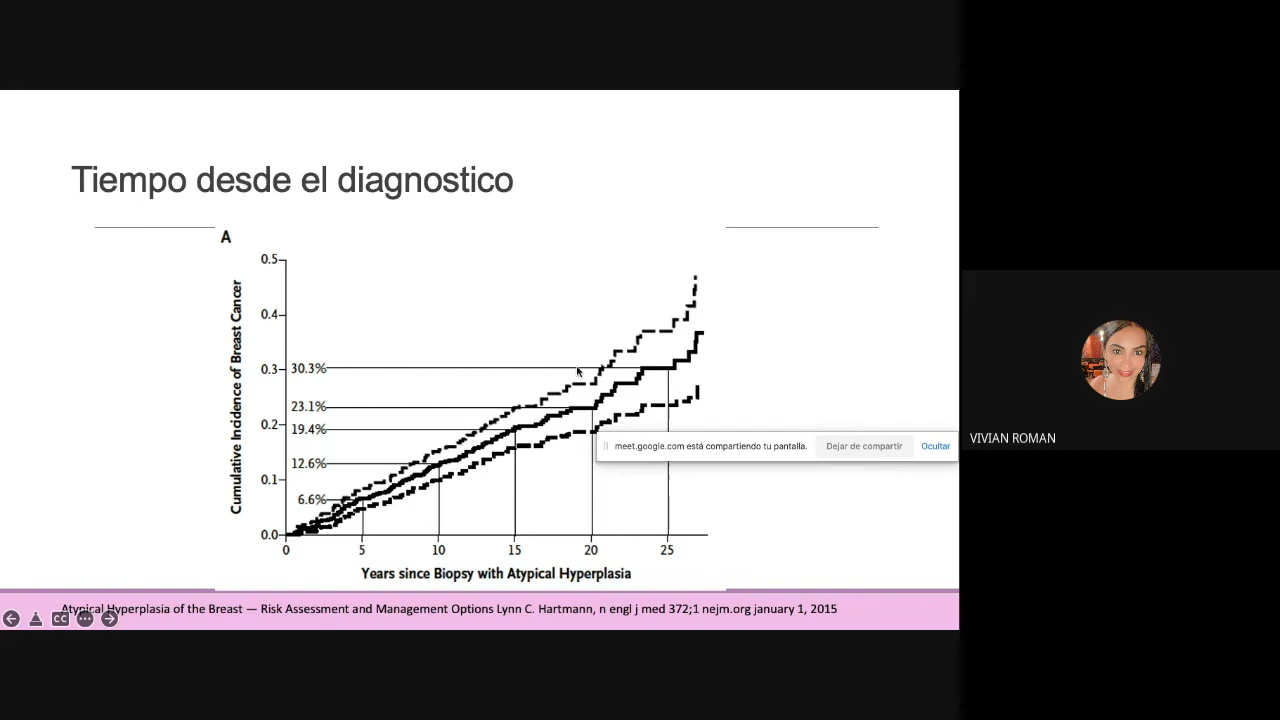 Tiempo desde el diagnostico
A
Cumulative Incidence of Breast Cancer
0.5
0.4
0.3
0.2
0.1
0.0
30.3%
23.1%
19.4%
12.6%
6.6%
0 5 10 15 20 25
Years since Biopsy with Atypical Hyperplasia
meet.google.com está compartiendo tu pantalla. Dejar de compartir Ocultar
VIVIAN ROMAN
Atypical Hyperplasia of the Breast — Risk Assessment and Management Options Lynn C. Hartmann, n engl j med 372;1 nejm.org january 1, 2015
CC